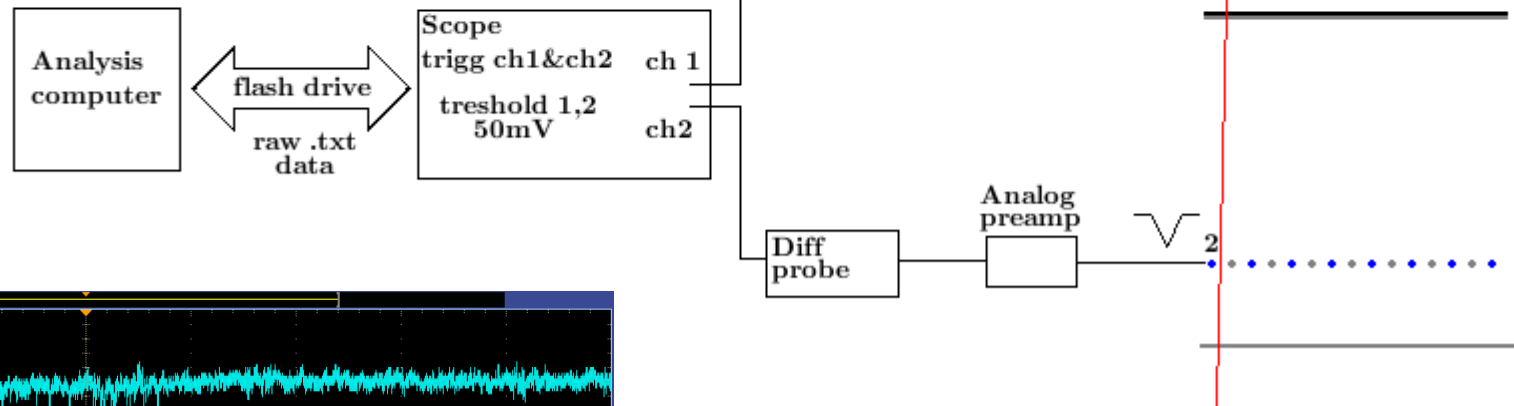 Analysis
computer
flash drive
raw .txt
data
Scope
trigg ch1&ch2
ch 1
treshold 1,2
50mV
ch2
Diff
probe
Analog
preamp
2